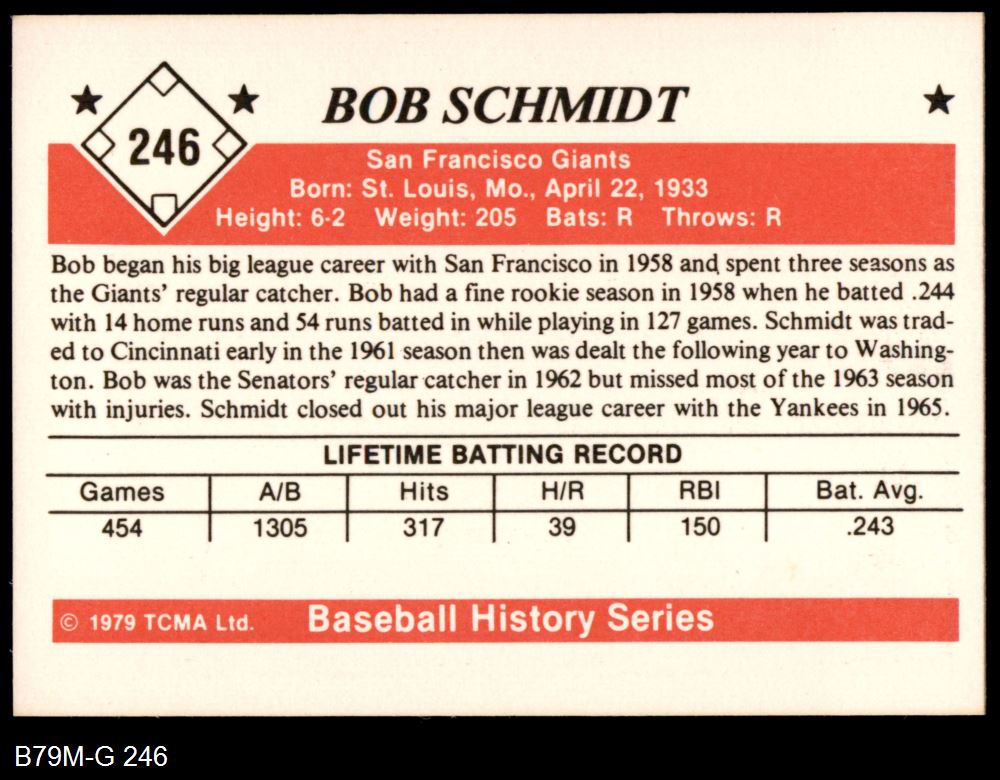 BOB SCHMIDT
246
San Francisco Giants
Born: St. Louis, Mo., April 22, 1933
Height: 6-2 Weight: 205 Bats: R Throws: R
Bob began his big league career with San Francisco in 1958 and spent three seasons as
the Giants' regular catcher. Bob had a fine rookie season in 1958 when he batted .244
with 14 home runs and 54 runs batted in while playing in 127 games. Schmidt was trad-
ed to Cincinnati early in the 1961 season then was dealt the following year to Washing-
ton. Bob was the Senators' regular catcher in 1962 but missed most of the 1963 season
with injuries. Schmidt closed out his major league career with the Yankees in 1965.
LIFETIME BATTING RECORD
Games A/B Hits H/R RBI Bat. Avg.
454 1305 317 39 150 .243
© 1979 TCMA Ltd. Baseball History Series
B79M-G 246